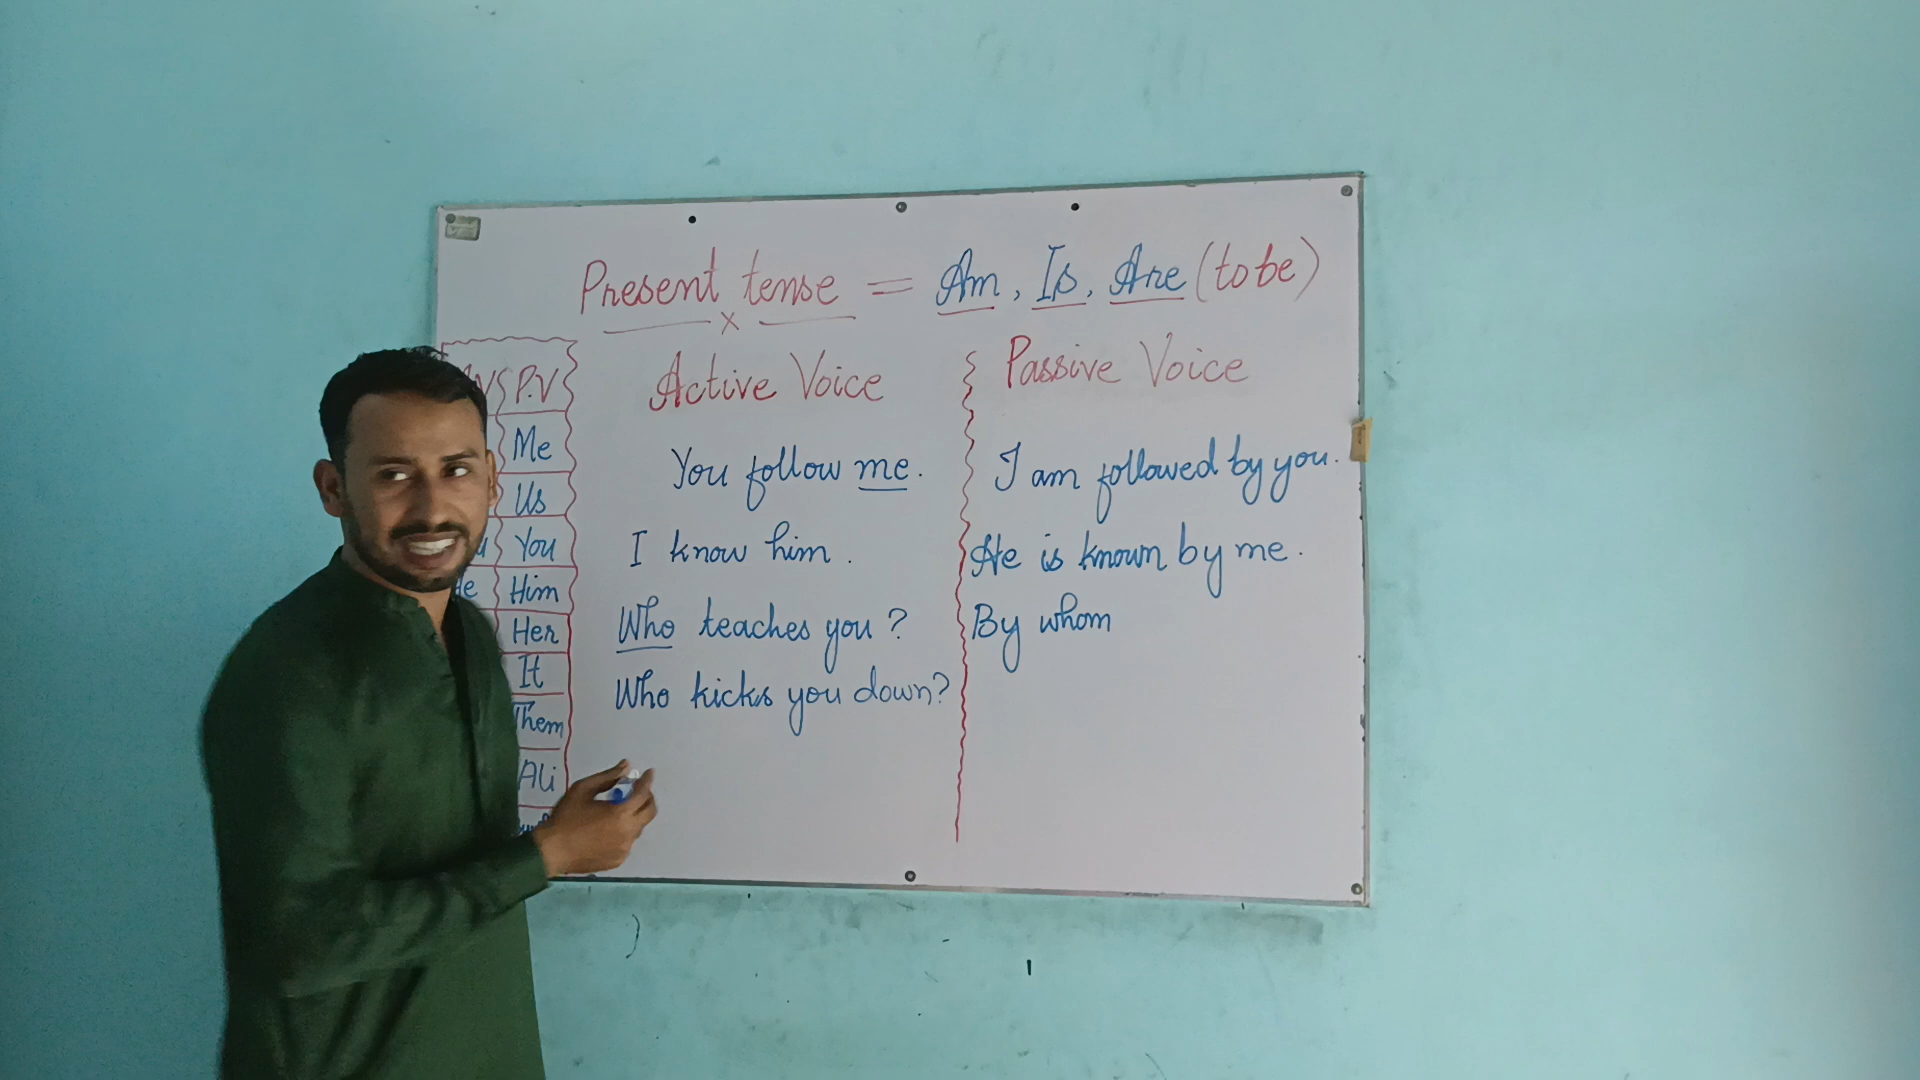 Present tense = Am, Is, Are (to be)
P.V
Active Voice
Passive Voice
Me
Us
You
Him
Her
It
Them
Ali
You follow me.
I am followed by you.
I know him.
He is known by me.
Who teaches you?
By whom
Who kicks you down?